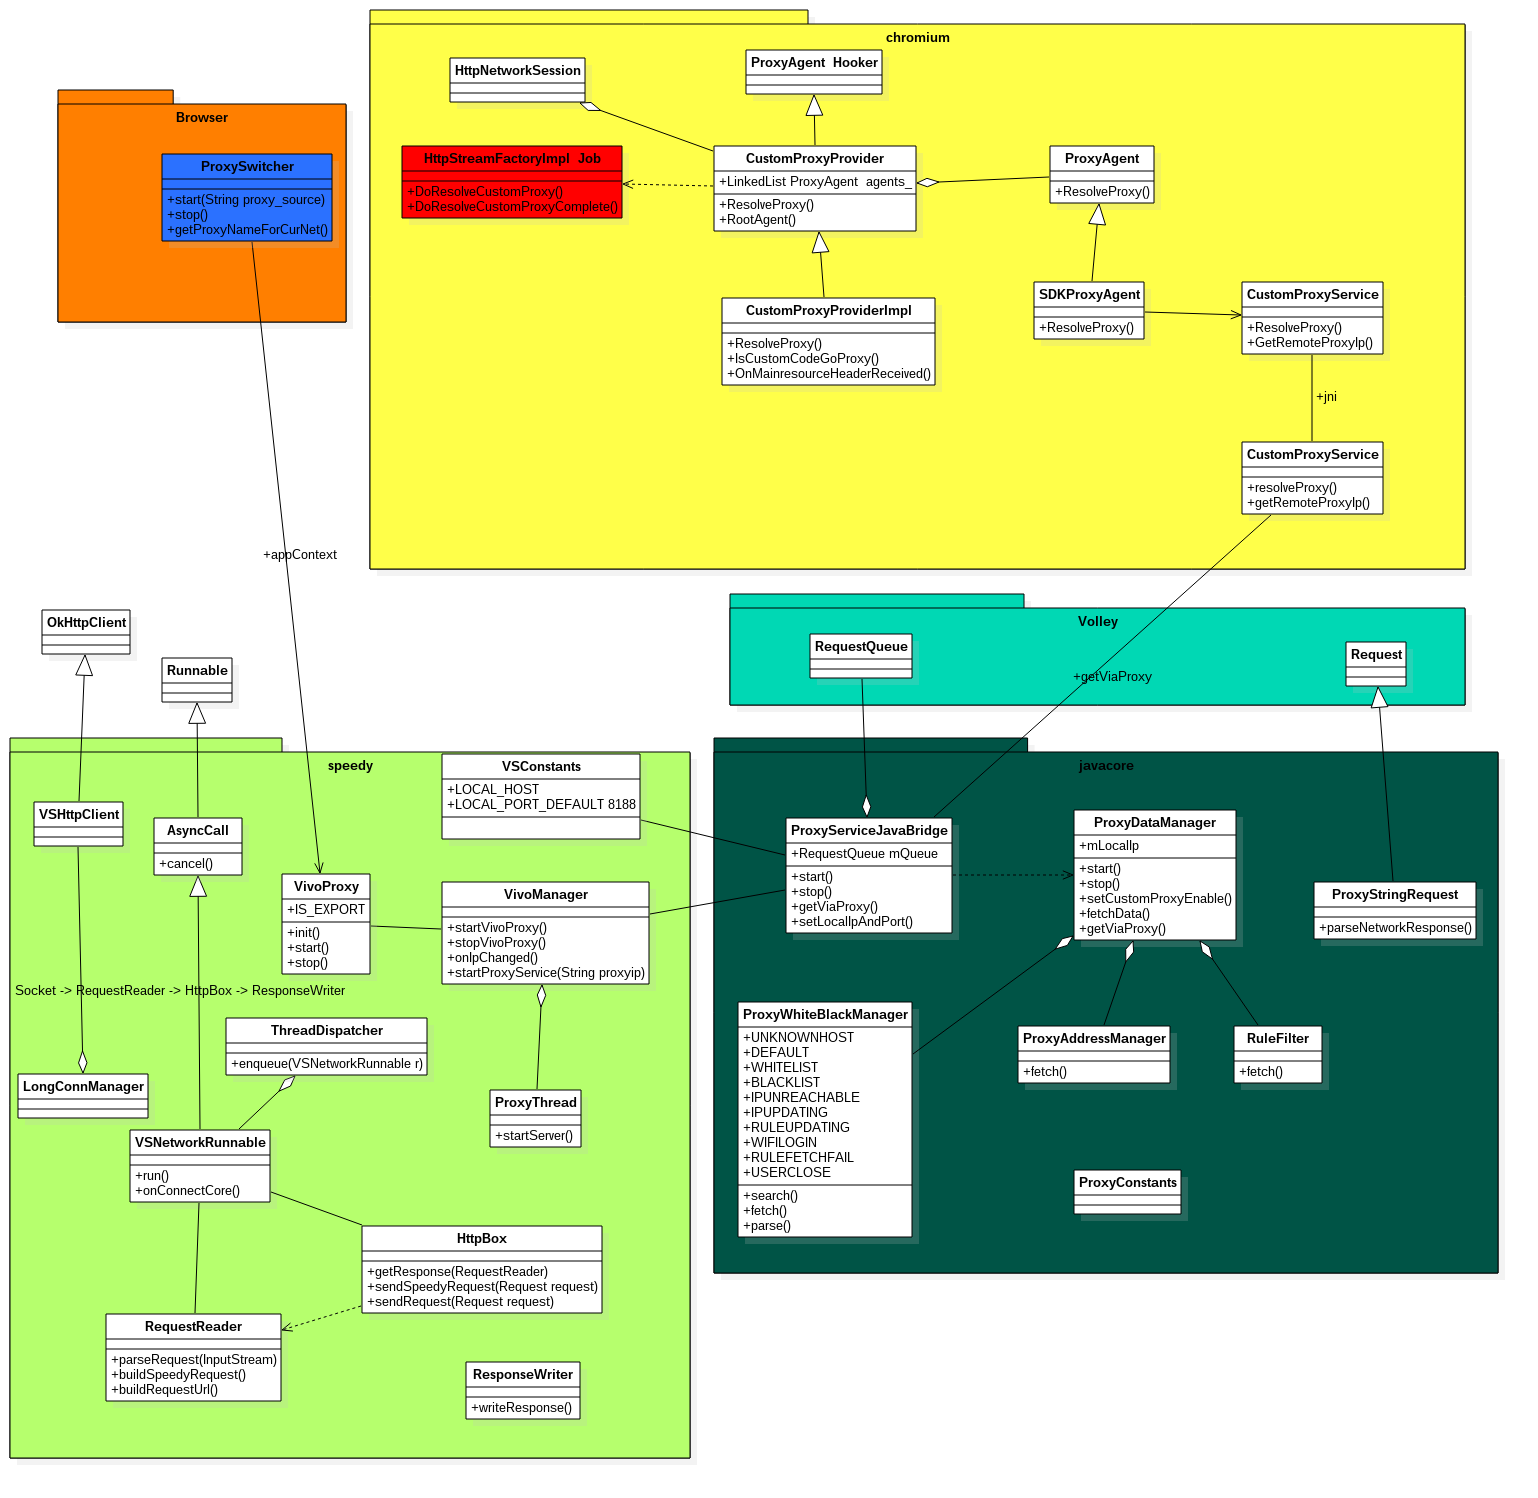 chromium
HttpNetworkSession
ProxyAgent Hooker
Browser
ProxySwitcher
+start(String proxy_source)
+stop()
+getProxyNameForCurNet()
HttpStreamFactoryImpl Job
+DoResolveCustomProxy()
+DoResolveCustomProxyComplete()
CustomProxyProvider
+LinkedList ProxyAgent agents_
+ResolveProxy()
+RootAgent()
ProxyAgent
+ResolveProxy()
CustomProxyProviderImpl
+ResolveProxy()
+IsCustomCodeGoProxy()
+OnMainresourceHeaderReceived()
SDKProxyAgent
+ResolveProxy()
CustomProxyService
+ResolveProxy()
+GetRemoteProxyIp()
+jni
CustomProxyService
+resolveProxy()
+getRemoteProxyIp()
+appContext
OkHttpClient
Runnable
Volley
RequestQueue
Request
+getViaProxy
speedy
VSConstants
+LOCAL_HOST
+LOCAL_PORT_DEFAULT 8188
VSHttpClient
AsyncCall
+cancel()
VivoProxy
+IS_EXPORT
+init()
+start()
+stop()
VivoManager
+startVivoProxy()
+stopVivoProxy()
+onIpChanged()
+startProxyService(String proxyip)
Socket -> RequestReader -> HttpBox -> ResponseWriter
ThreadDispatcher
+enqueue(VSNetworkRunnable r)
LongConnManager
ProxyThread
+startServer()
VSNetworkRunnable
+run()
+onConnectCore()
HttpBox
+getResponse(RequestReader)
+sendSpeedyRequest(Request request)
+sendRequest(Request request)
RequestReader
+parseRequest(InputStream)
+buildSpeedyRequest()
+buildRequestUrl()
ResponseWriter
+writeResponse()
javacore
ProxyServiceJavaBridge
+RequestQueue mQueue
+start()
+stop()
+getViaProxy()
+setLocalIpAndPort()
ProxyDataManager
+mLocalIp
+start()
+stop()
+setCustomProxyEnable()
+fetchData()
+getViaProxy()
ProxyStringRequest
+parseNetworkResponse()
ProxyWhiteBlackManager
+UNKNOWNHOST
+DEFAULT
+WHITELIST
+BLACKLIST
+IPUNREACHABLE
+IPUPDATING
+RULEUPDATING
+WIFILOGIN
+RULEFETCHFAIL
+USERCLOSE
+search()
+fetch()
+parse()
ProxyAddressManager
+fetch()
RuleFilter
+fetch()
ProxyConstants